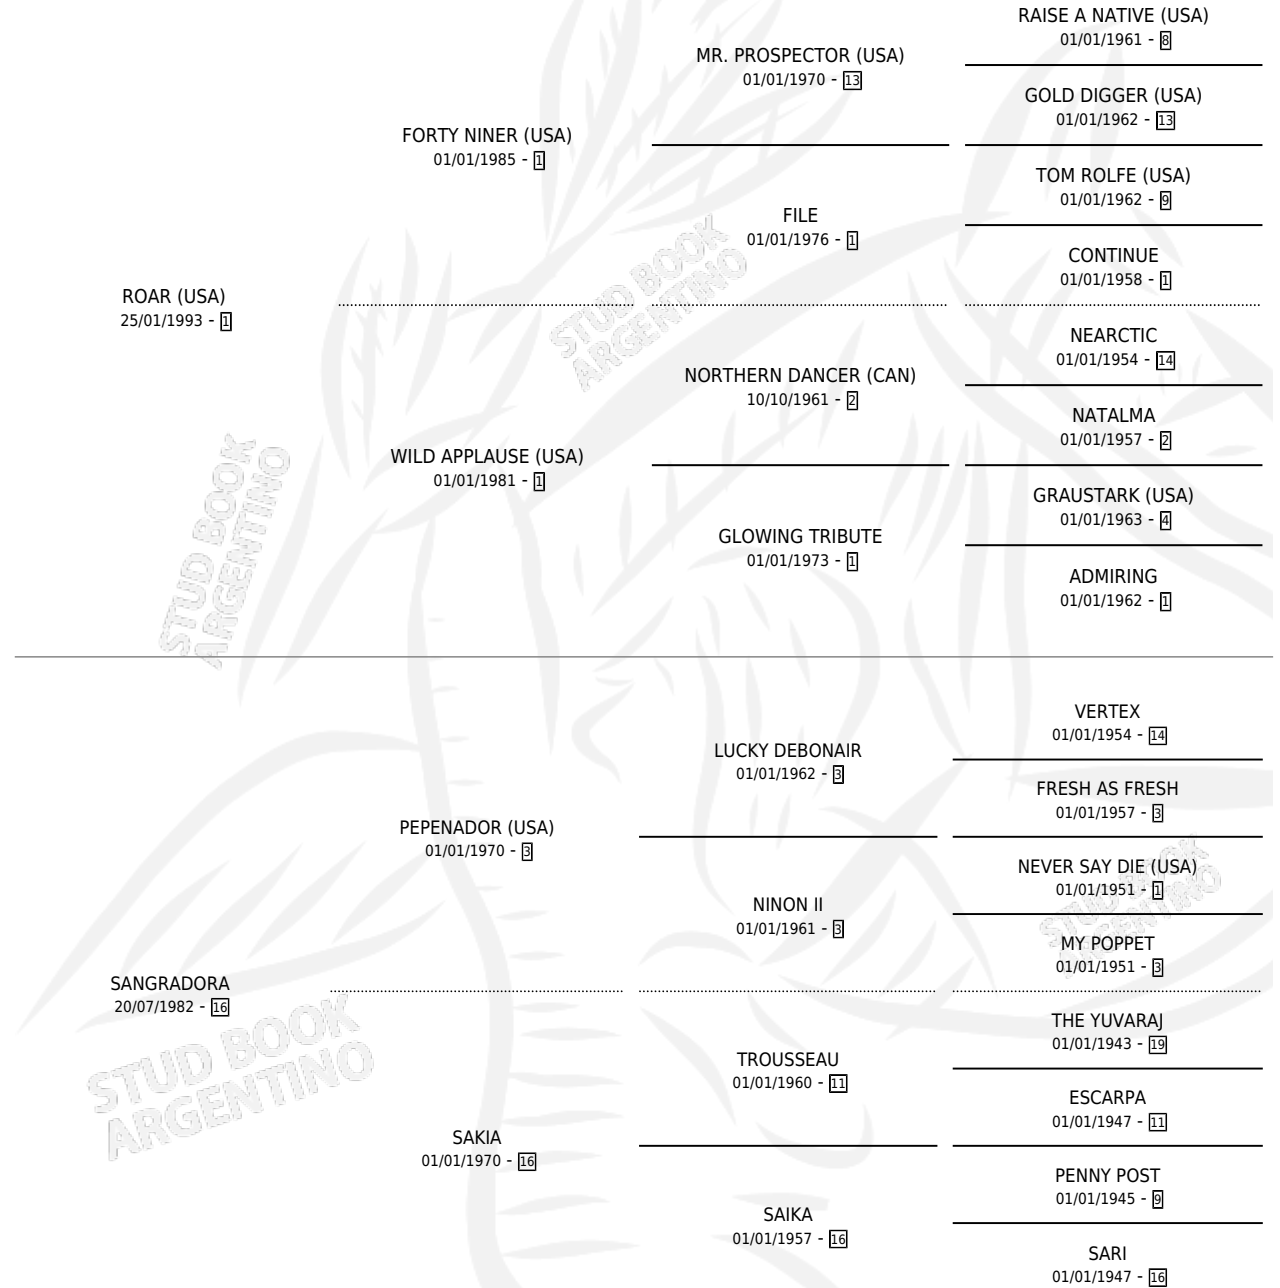 RAISE A NATIVE (USA)
01/01/1961 - 8
MR. PROSPECTOR (USA)
01/01/1970 - 13
GOLD DIGGER (USA)
01/01/1962 - 13
FORTY NINER (USA)
01/01/1985 - 1
TOM ROLFE (USA)
01/01/1962 - 9
FILE
01/01/1976 - 1
CONTINUE
01/01/1958 - 1
ROAR (USA)
25/01/1993 - 1
NEARCTIC
01/01/1954 - 14
NORTHERN DANCER (CAN)
10/10/1961 - 2
NATALMA
01/01/1957 - 2
WILD APPLAUSE (USA)
01/01/1981 - 1
GRAUSTARK (USA)
01/01/1963 - 4
GLOWING TRIBUTE
01/01/1973 - 1
ADMIRING
01/01/1962 - 1
STUD BOOK
ARGENTINO
STUD BOOK
ARGENTINO
VERTEX
01/01/1954 - 14
LUCKY DEBONAIR
01/01/1962 - 3
FRESH AS FRESH
01/01/1957 - 3
PEPENADOR (USA)
01/01/1970 - 3
NEVER SAY DIE (USA)
01/01/1951 - 1
NINON II
01/01/1961 - 3
MY POPPET
01/01/1951 - 3
SANGRADORA
20/07/1982 - 16
THE YUVARAJ
01/01/1943 - 19
TROUSSEAU
01/01/1960 - 11
ESCARPA
01/01/1947 - 11
SAKIA
01/01/1970 - 16
PENNY POST
01/01/1945 - 9
SAIKA
01/01/1957 - 16
SARI
01/01/1947 - 16
STUD BOOK
ARGENTINO
STUD BOOK
ARGENTINO